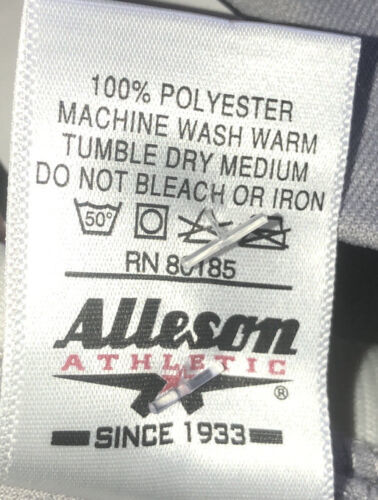 100% POLYESTER
MACHINE WASH WARM
TUMBLE DRY MEDIUM
DO NOT BLEACH OR IRON
50°
RN 80185
Alleson
ATHLETIC
®
SINCE 1933